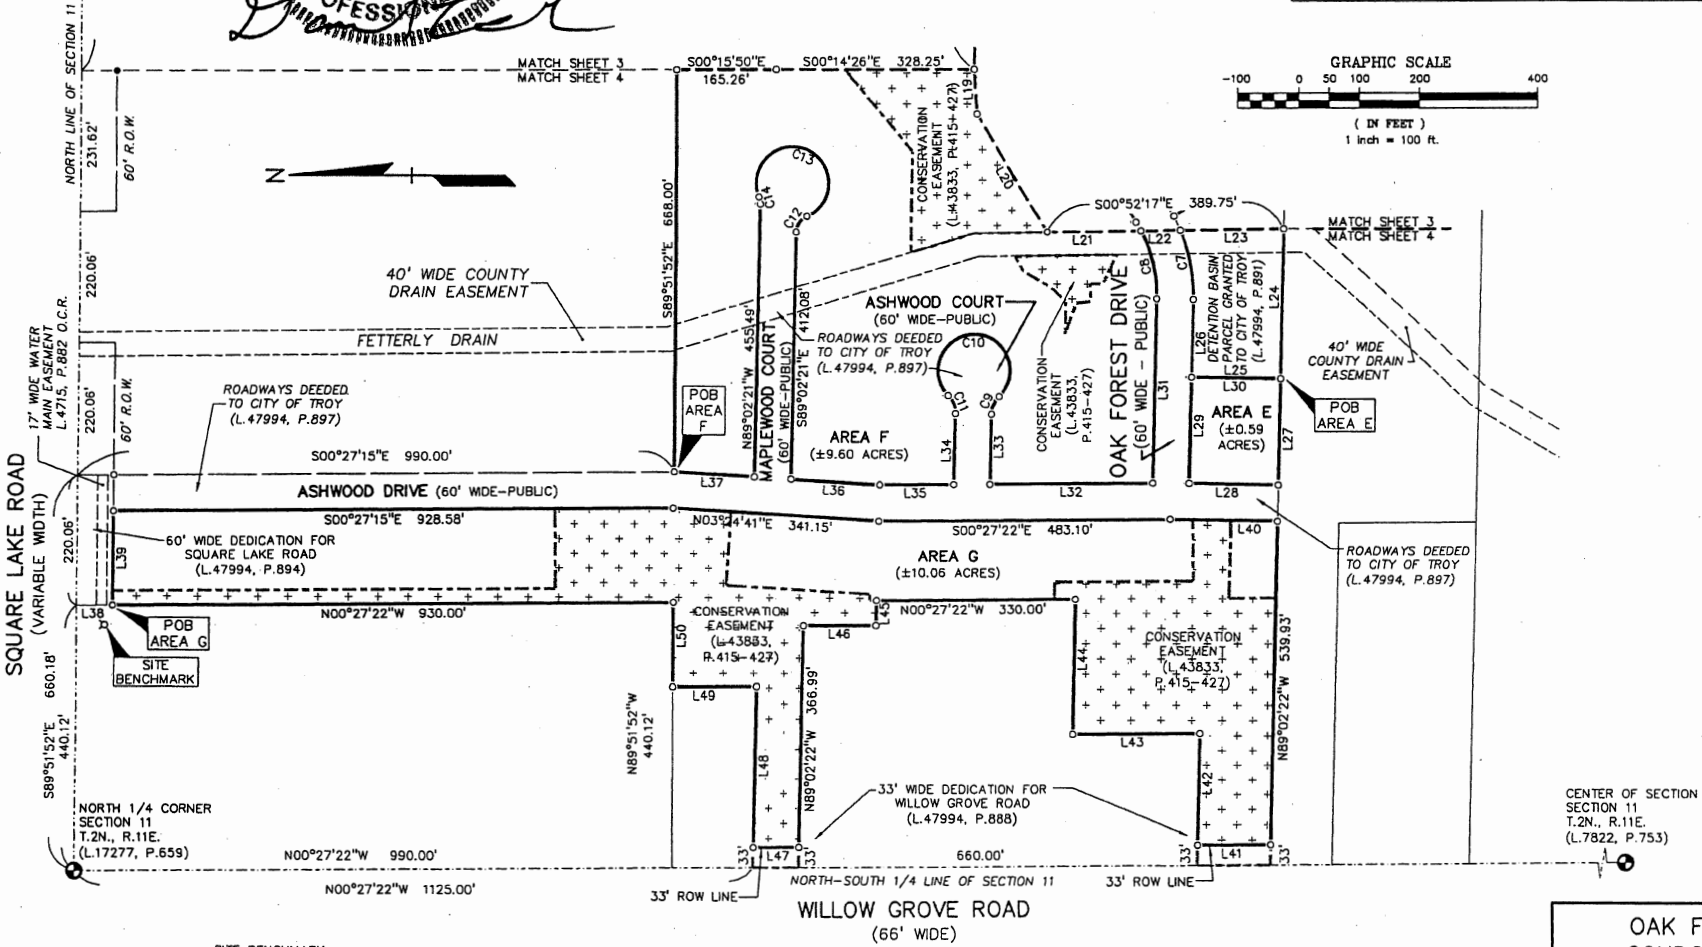 OFESSION
NORTH LINE OF SECTION 11
231.62'
60' R.O.W.
MATCH SHEET 3
MATCH SHEET 4
S00°15'50"E
165.26'
S00°14'26"E 328.25'
L19
GRAPHIC SCALE
-100 0 50 100 200 400
( IN FEET )
1 inch = 100 ft.
N
CONSERVATION
EASEMENT
(L.43833, P.415-427)
L20
C13
C14
C12
S89°51'52"E 668.00'
S00°52'17"E 389.75'
L21
L22
L23
MATCH SHEET 3
MATCH SHEET 4
220.06'
40' WIDE COUNTY
DRAIN EASEMENT
FETTERLY DRAIN
17' WIDE WATER
MAIN EASEMENT
L.4715, P.882 O.C.R.
220.06'
60' R.O.W.
ROADWAYS DEEDED
TO CITY OF TROY
(L.47994, P.897)
N89°02'21"W 455.49'
MAPLEWOOD COURT
(60' WIDE-PUBLIC)
S89°02'21"E 412.08'
ASHWOOD COURT
(60' WIDE-PUBLIC)
ROADWAYS DEEDED
TO CITY OF TROY
(L.47994, P.897)
C10
C11
C9
CONSERVATION
EASEMENT
(L.43833,
P.415-427)
OAK FOREST DRIVE
(60' WIDE - PUBLIC)
C8
C7
L31
L26
DETENTION BASIN
PARCEL GRANTED
TO CITY OF TROY
(L.47994, P.891)
L24
L25
L30
40' WIDE
COUNTY DRAIN
EASEMENT
POB
AREA
F
AREA F
(±9.60 ACRES)
L34
L33
L29
AREA E
(±0.59
ACRES)
L27
POB
AREA E
S00°27'15"E 990.00'
L37
L36
L35
L32
L28
SQUARE LAKE ROAD
(VARIABLE WIDTH)
220.06'
ASHWOOD DRIVE (60' WIDE-PUBLIC)
S00°27'15"E 928.58'
N03°24'41"E 341.15'
S00°27'22"E 483.10'
L40
L39
60' WIDE DEDICATION FOR
SQUARE LAKE ROAD
(L.47994, P.894)
AREA G
(±10.06 ACRES)
ROADWAYS DEEDED
TO CITY OF TROY
(L.47994, P.897)
L38
N00°27'22"W 930.00'
N00°27'22"W 330.00'
POB
AREA G
SITE
BENCHMARK
L50
CONSERVATION
EASEMENT
(L.43833,
P.415-427)
L45
L46
L44
CONSERVATION
EASEMENT
(L.43833,
P.415-427)
N89°02'22"W 539.93'
S89°51'52"E 660.18'
440.12'
N89°51'52"W
440.12'
L49
L48
N89°02'22"W 366.99'
L43
L42
33' WIDE DEDICATION FOR
WILLOW GROVE ROAD
(L.47994, P.888)
NORTH 1/4 CORNER
SECTION 11
T.2N., R.11E.
(L.17277, P.659)
CENTER OF SECTION
SECTION 11
T.2N., R.11E.
(L.7822, P.753)
N00°27'22"W 990.00'
33'
L47
33'
660.00'
33'
L41
33'
N00°27'22"W 1125.00'
33' ROW LINE
NORTH-SOUTH 1/4 LINE OF SECTION 11
33' ROW LINE
WILLOW GROVE ROAD
(66' WIDE)
OAK F